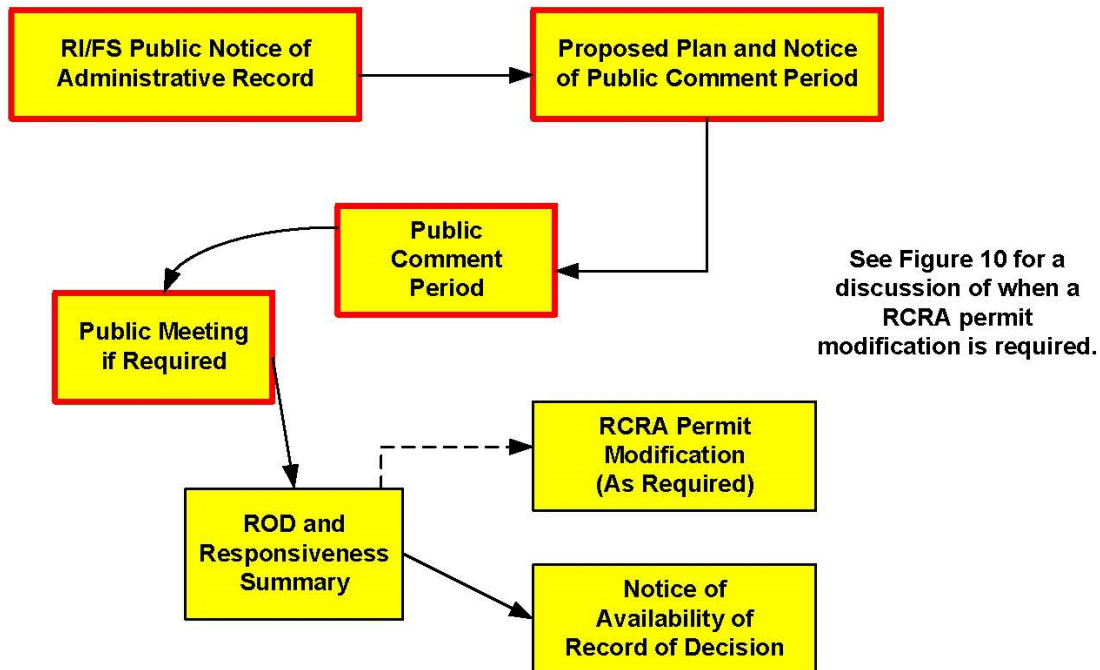 RI/FS Public Notice of
Administrative Record
Proposed Plan and Notice
of Public Comment Period
Public
Comment
Period
See Figure 10 for a
discussion of when a
RCRA permit
modification is required.
Public Meeting
if Required
RCRA Permit
Modification
(As Required)
ROD and
Responsiveness
Summary
Notice of
Availability of
Record of Decision